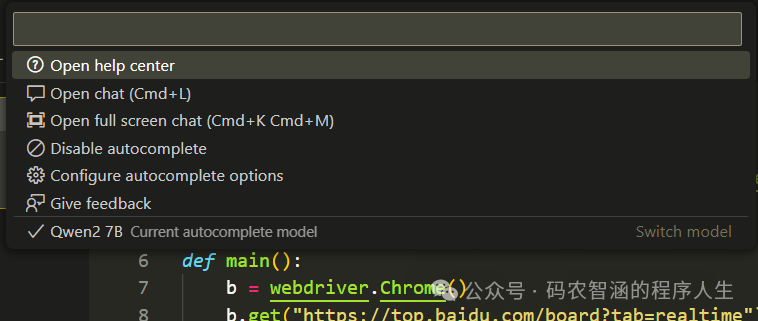 Open help center
Open chat (Cmd+L)
Open full screen chat (Cmd+K Cmd+M)
Disable autocomplete
Configure autocomplete options
Give feedback
Qwen2 7B Current autocomplete model Switch model
6 def main():
7 b = webdriver.Chrome()
公众号 · 码农智涵的程序人生
8 b.get("https://top.baidu.com/board?tab=realtime"